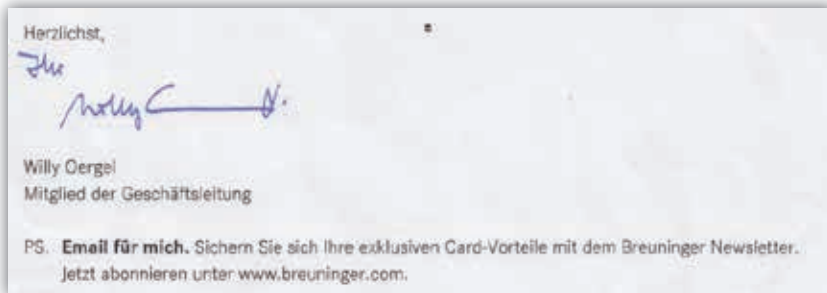 Herzlichst,
Ihr
Willy Oergel
Mitglied der Geschäftsleitung
PS. Email für mich. Sichern Sie sich Ihre exklusiven Card-Vorteile mit dem Breuninger Newsletter.
Jetzt abonnieren unter www.breuninger.com.